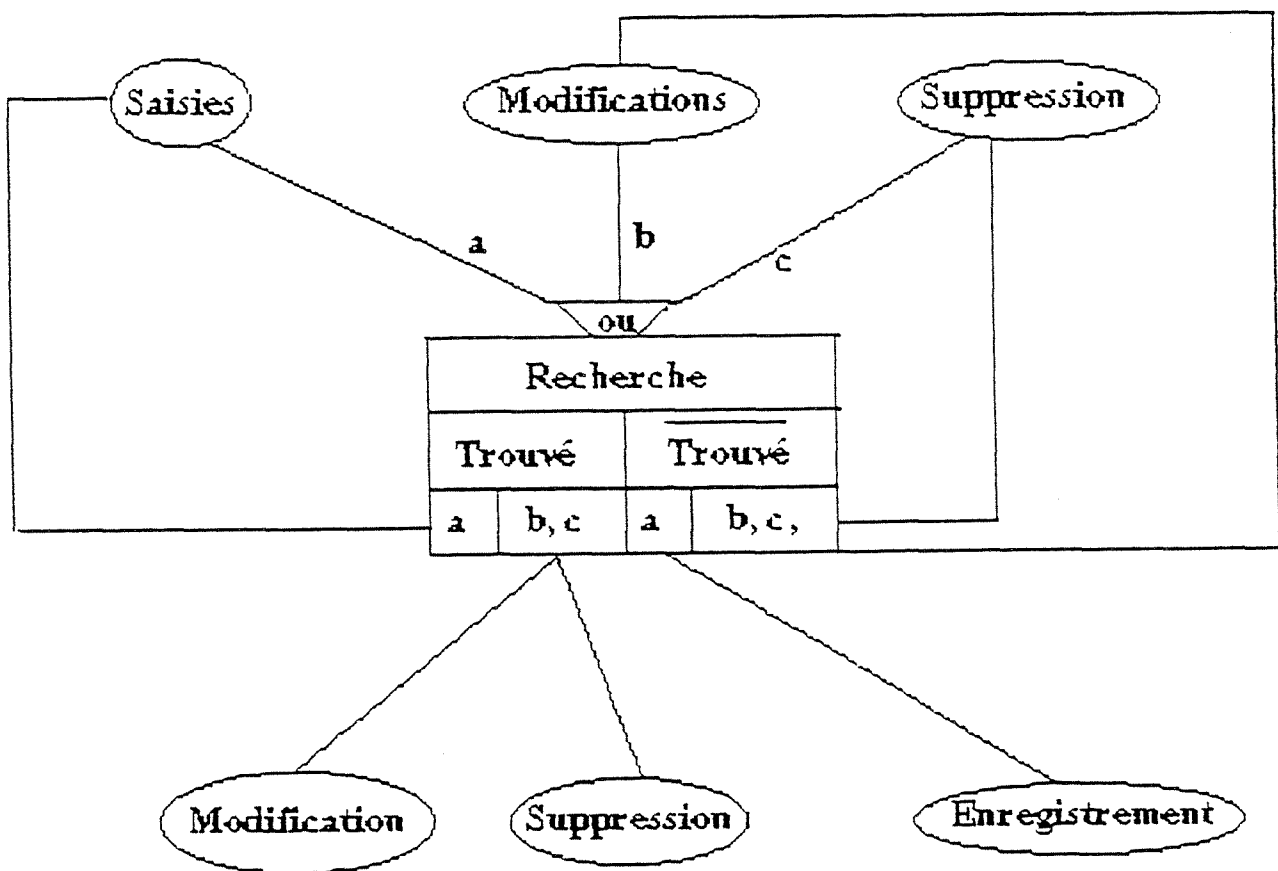 Saisies
Modifications
Suppression
a
b
c
ou
Recherche
Trouvé
Trouvé
a
b, c
a
b, c,
Modification
Suppression
Enregistrement